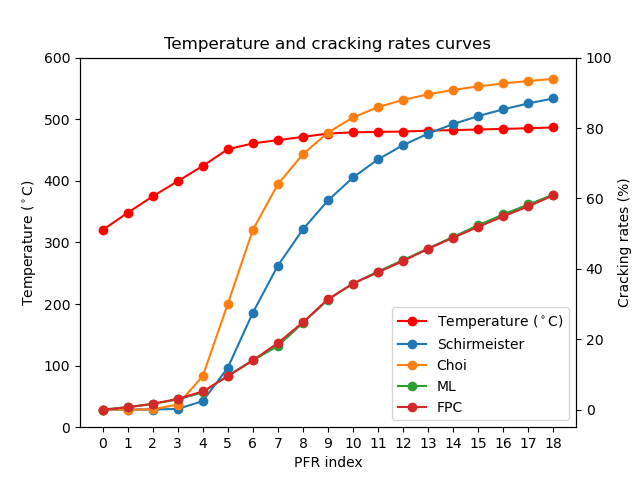 Temperature and cracking rates curves
600
500
400
300
200
100
0
Temperature (°C)
100
80
60
40
20
0
Cracking rates (%)
Temperature (°C)
Schirmeister
Choi
ML
FPC
0 1 2 3 4 5 6 7 8 9 10 11 12 13 14 15 16 17 18
PFR index